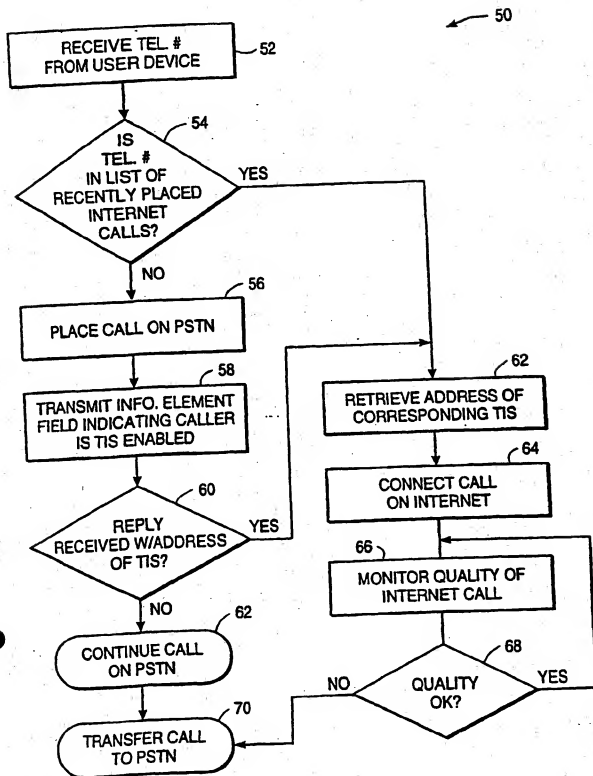 50
RECEIVE TEL. #
FROM USER DEVICE
52
54
IS
TEL. #
IN LIST OF
RECENTLY PLACED
INTERNET
CALLS?
YES
NO
56
PLACE CALL ON PSTN
58
TRANSMIT INFO. ELEMENT
FIELD INDICATING CALLER
IS TIS ENABLED
60
REPLY
RECEIVED W/ADDRESS
OF TIS?
YES
NO
62
CONTINUE CALL
ON PSTN
70
TRANSFER CALL
TO PSTN
62
RETRIEVE ADDRESS OF
CORRESPONDING TIS
64
CONNECT CALL
ON INTERNET
66
MONITOR QUALITY OF
INTERNET CALL
68
QUALITY
OK?
NO
YES